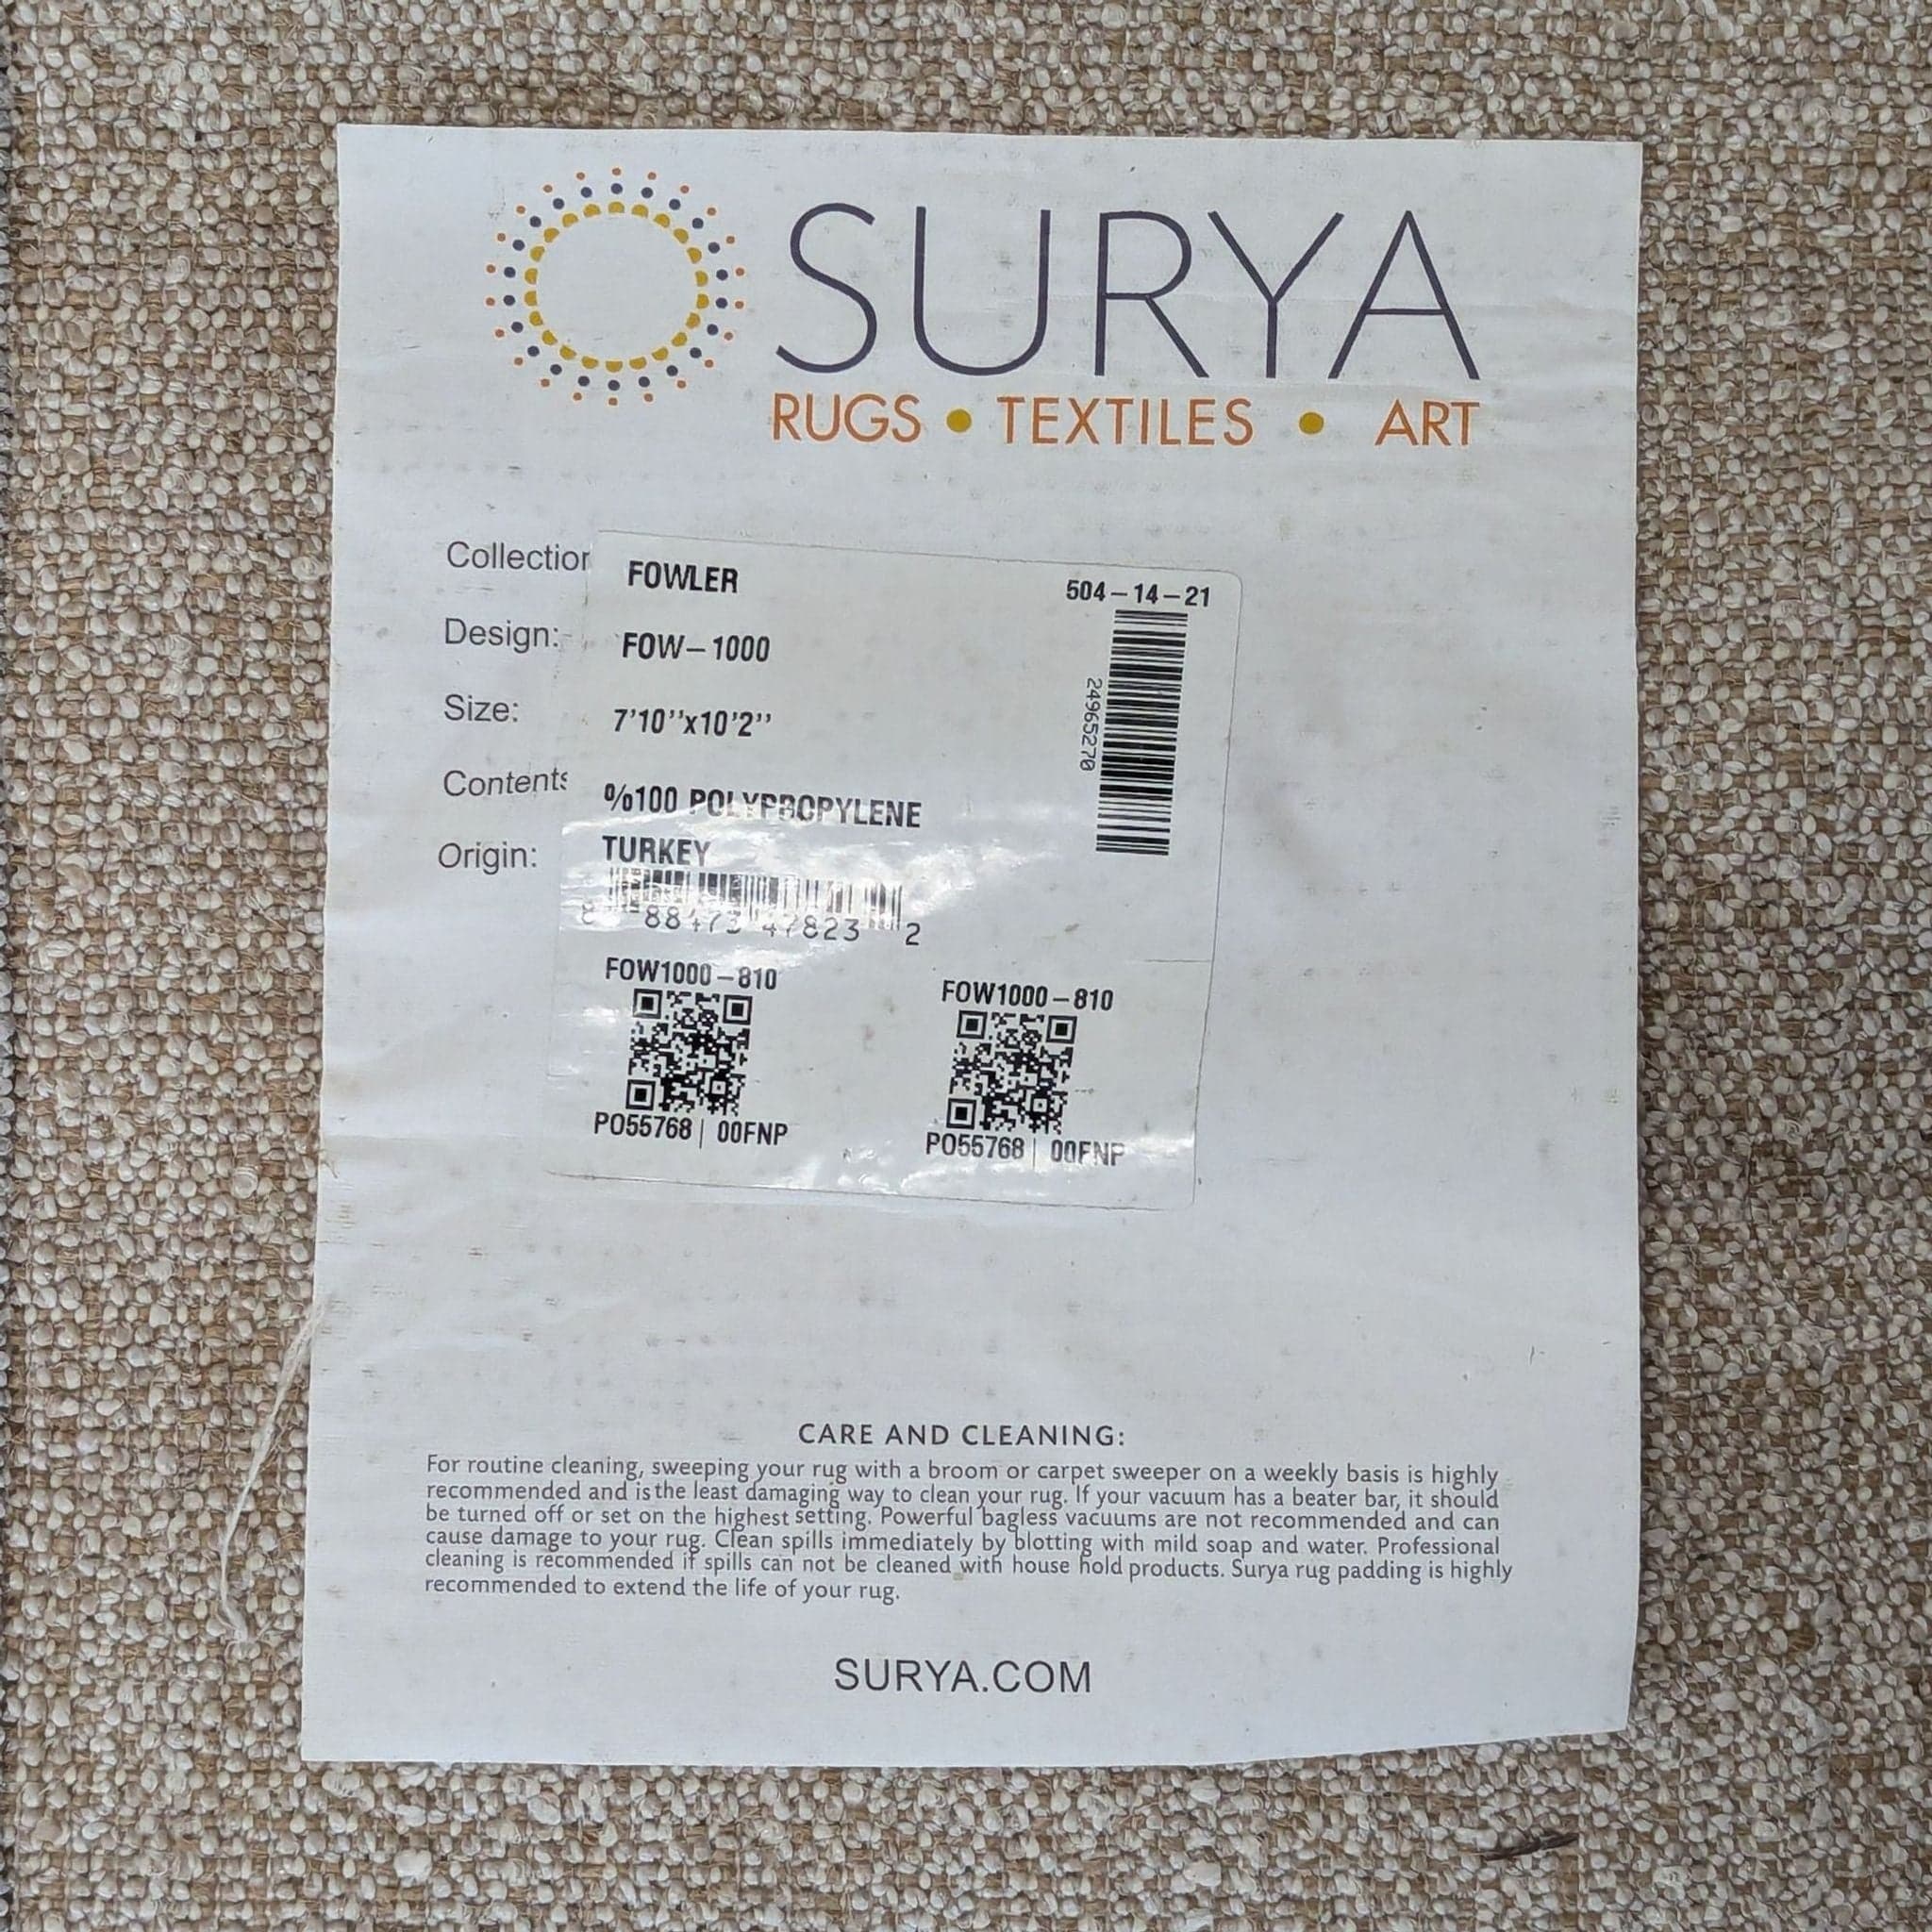 SURYA
RUGS • TEXTILES • ART
Collection
FOWLER
504-14-21
Design:
FOW-1000
Size:
7'10''x10'2''
24965270
Contents
%100 POLYPROPYLENE
Origin:
TURKEY
8 88473 47823 2
FOW1000-810
FOW1000-810
PO55768 | 00FNP
PO55768 | 00FNP
CARE AND CLEANING:
For routine cleaning, sweeping your rug with a broom or carpet sweeper on a weekly basis is highly
recommended and is the least damaging way to clean your rug. If your vacuum has a beater bar, it should
be turned off or set on the highest setting. Powerful bagless vacuums are not recommended and can
cause damage to your rug. Clean spills immediately by blotting with mild soap and water. Professional
cleaning is recommended if spills can not be cleaned with house hold products. Surya rug padding is highly
recommended to extend the life of your rug.
SURYA.COM